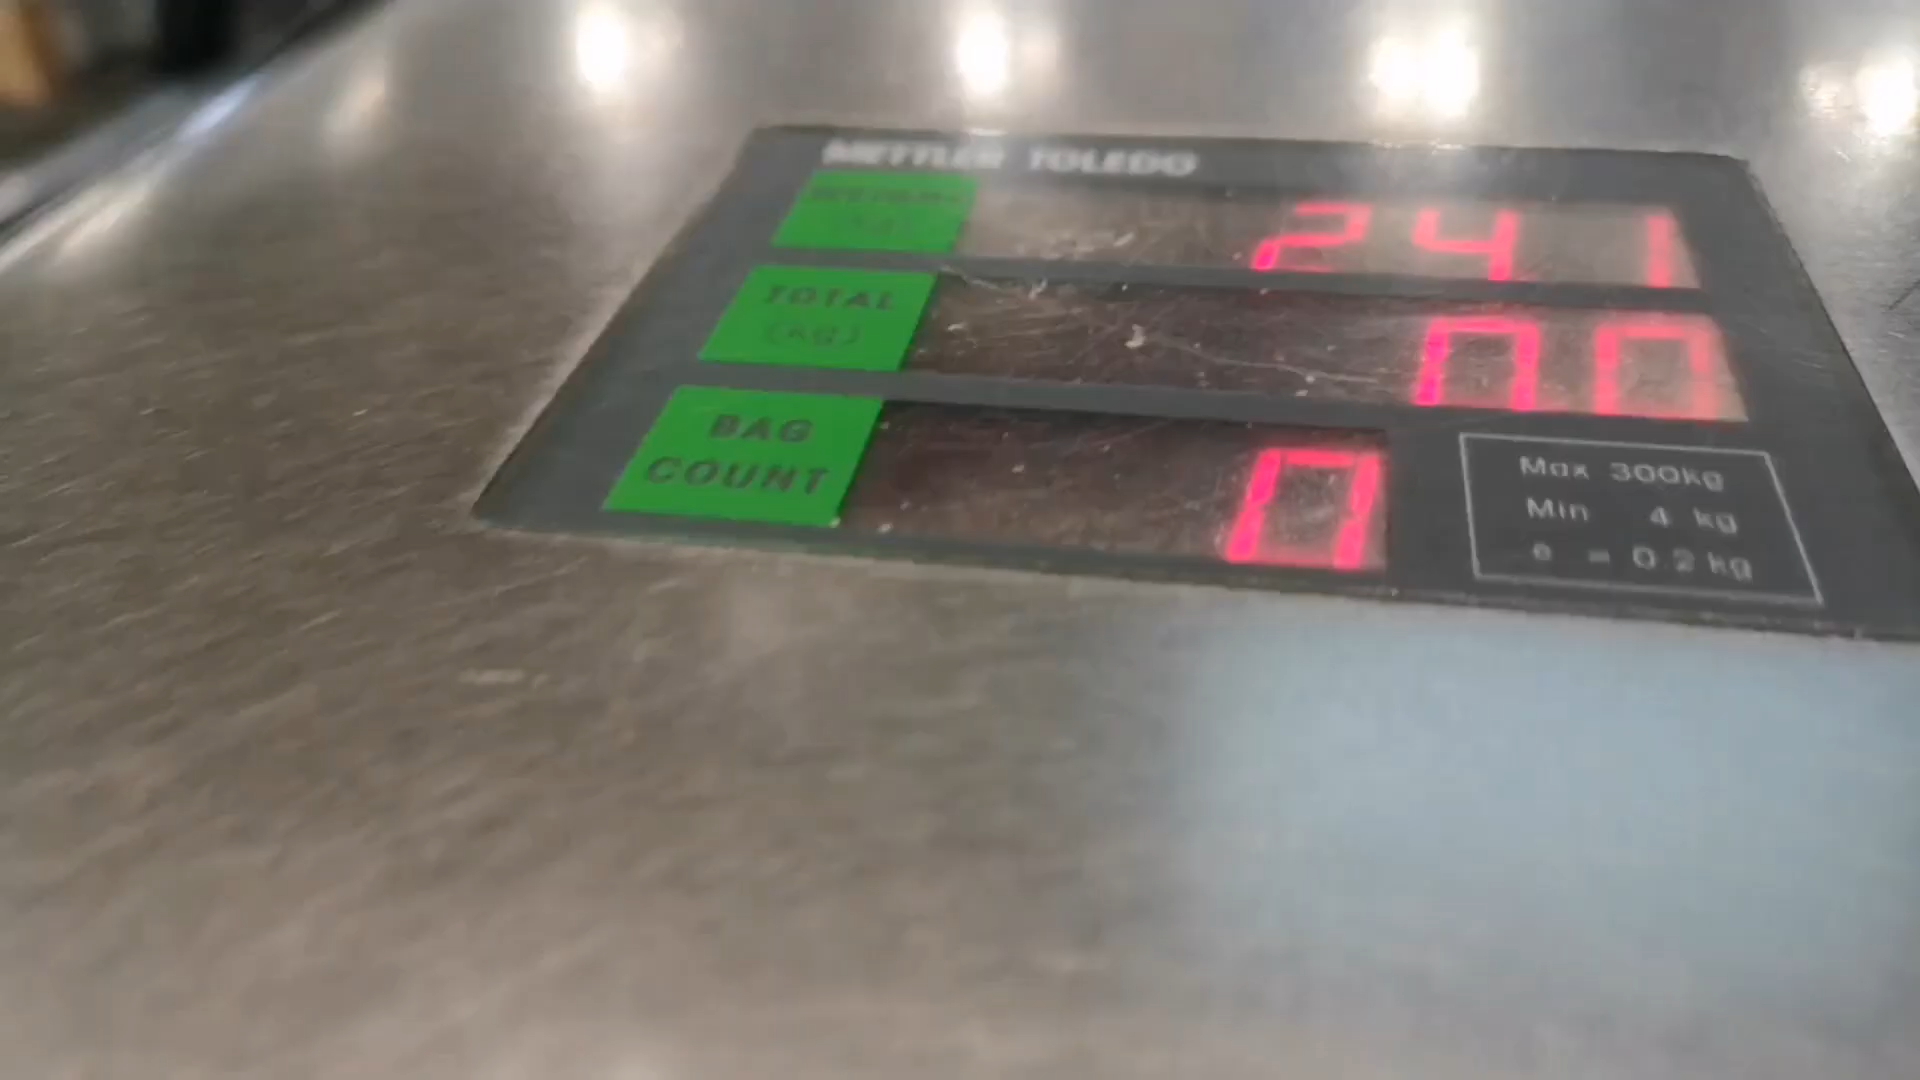 METTLER TOLEDO
241
TOTAL
(kg)
00
BAG
COUNT
0
Max 300kg
Min 4 kg
e = 0.2 kg